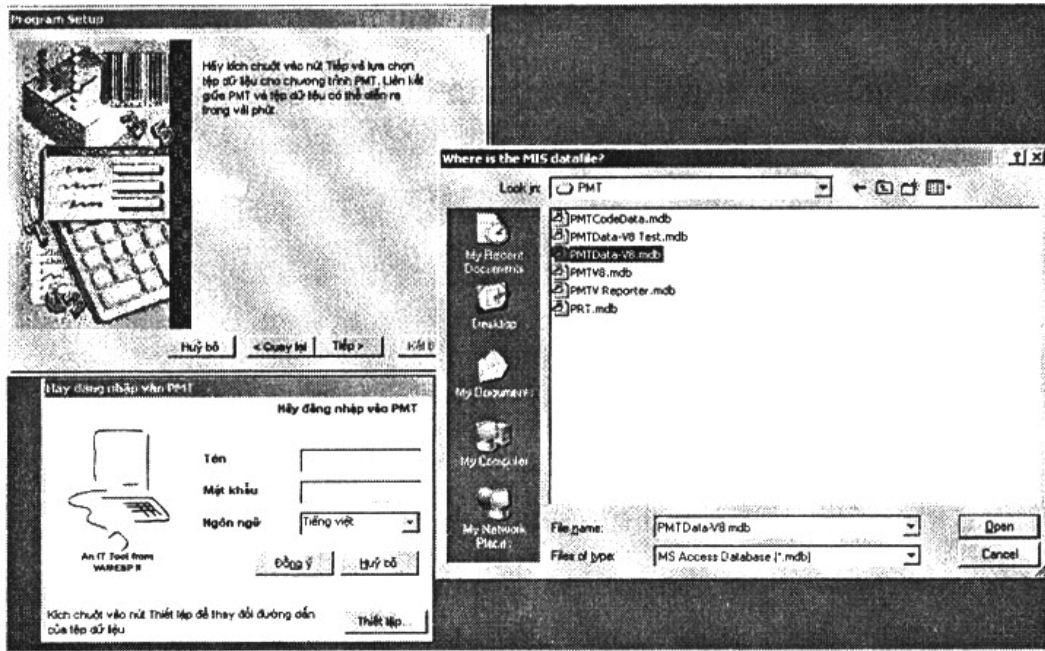 Program Setup
Hãy kích chuột vào nút Tiếp và lựa chọn
tệp dữ liệu cho chương trình PMT. Liên kết
giữa PMT và tệp dữ liệu có thể diễn ra
trong vài phút.
Huỷ bỏ
< Quay lại
Tiếp >
Where is the MIS datafile?
Look in:
PMT
PMTCodeData.mdb
PMTData-V8 Test.mdb
PMTData-V8.mdb
PMTV8.mdb
PMTV Reporter.mdb
PRT.mdb
My Recent
Documents
Desktop
My Documents
My Computer
My Network
Places
File name:
PMTData-V8.mdb
Open
Files of type:
MS Access Database (*.mdb)
Cancel
Hãy đăng nhập vào PMT
Hãy đăng nhập vào PMT
Tên
Mật khẩu
Ngôn ngữ
Tiếng việt
An IT Tool from
Đồng ý
Huỷ bỏ
Kích chuột vào nút Thiết lập để thay đổi đường dẫn
của tệp dữ liệu
Thiết lập...